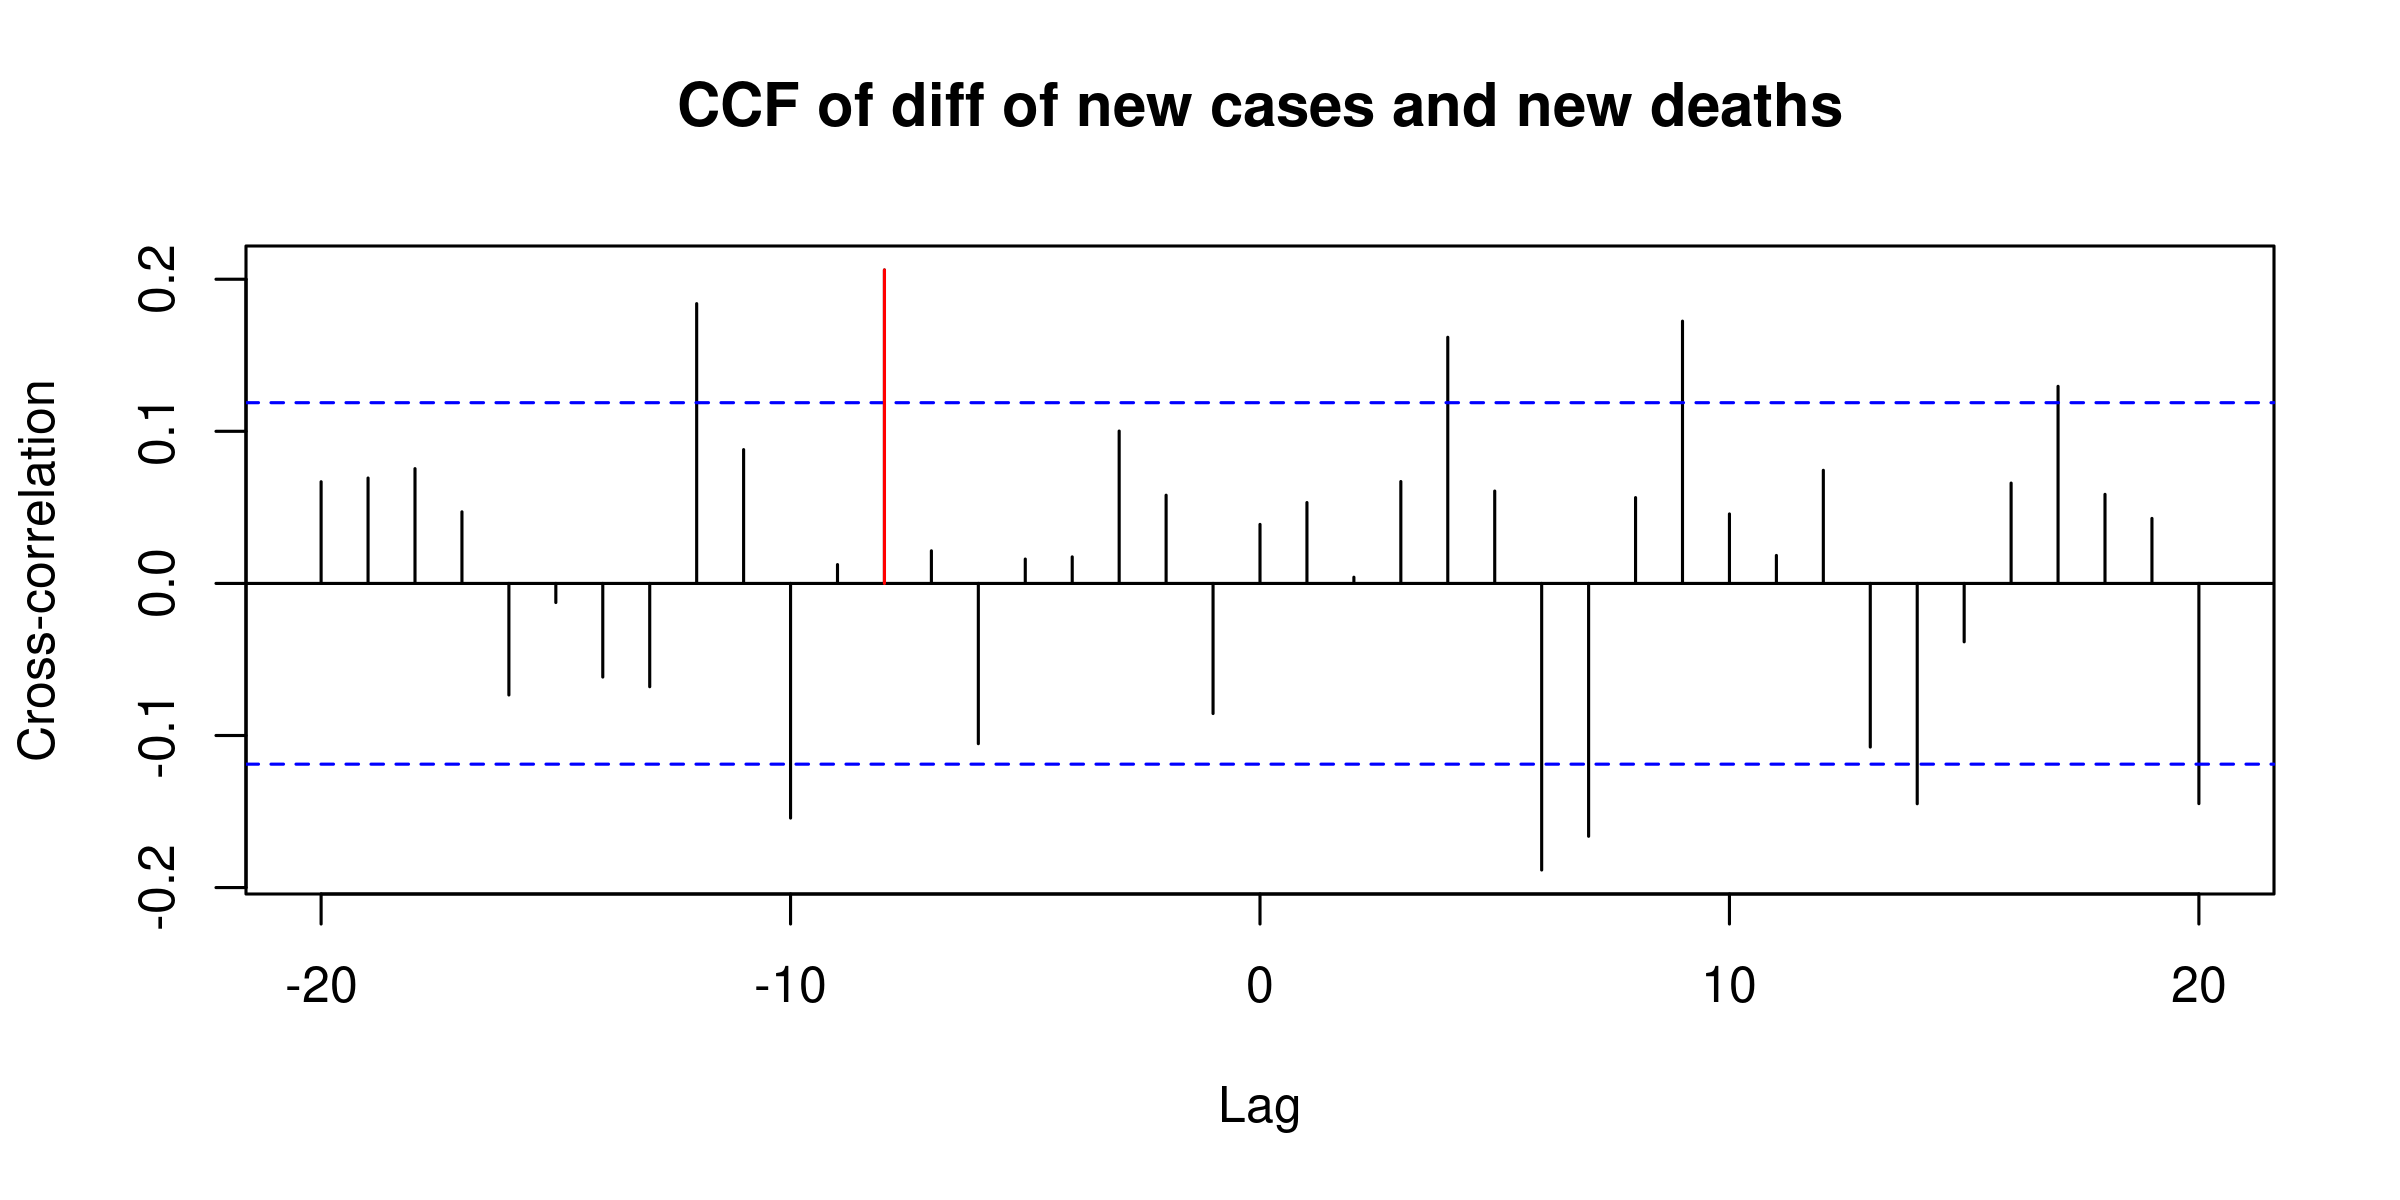 CCF of diff of new cases and new deaths
Cross-correlation
0.2
0.1
0.0
-0.1
-0.2
-20 -10 0 10 20
Lag